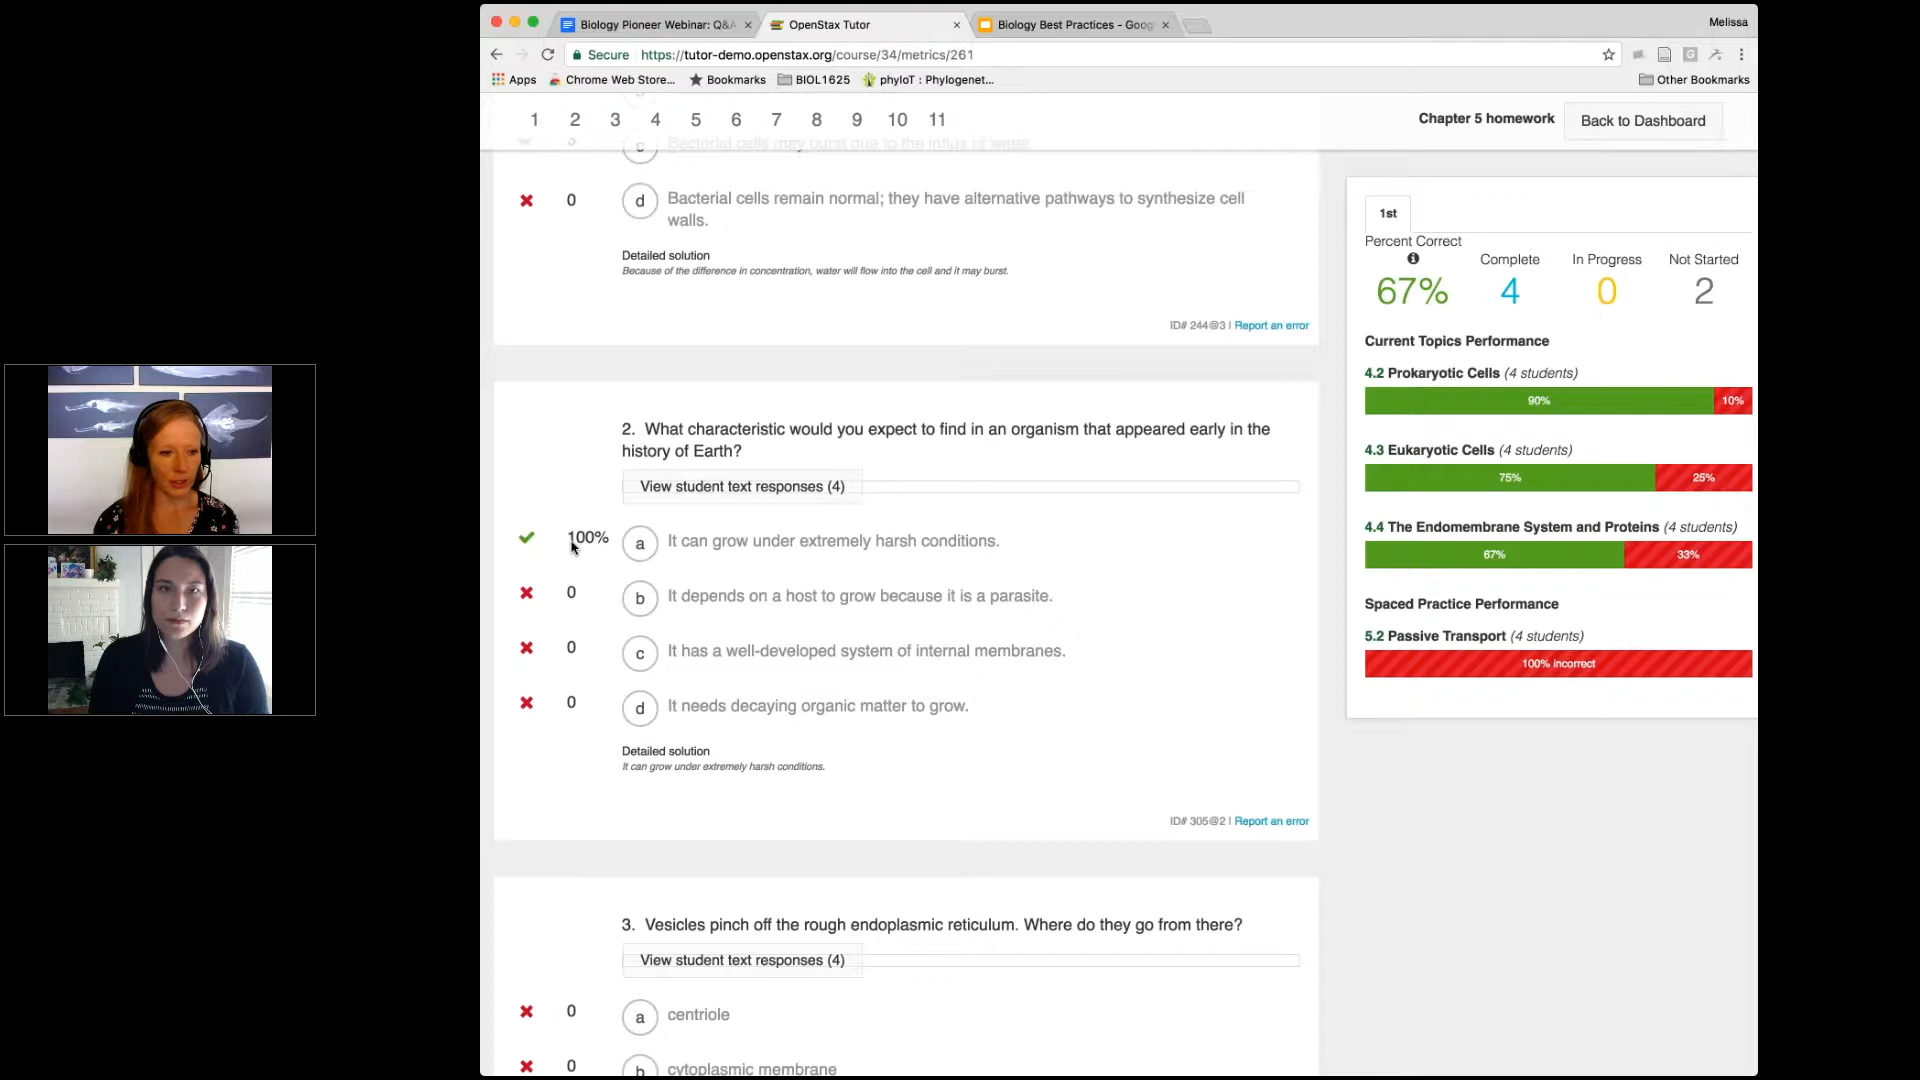 Biology Pioneer Webinar: Q&A
OpenStax Tutor
Biology Best Practices - Goog
Melissa
Secure https://tutor-demo.openstax.org/course/34/metrics/261
Apps Chrome Web Store... Bookmarks BIOL1625 phyloT : Phylogenet... Other Bookmarks
1 2 3 4 5 6 7 8 9 10 11
Chapter 5 homework Back to Dashboard
c Bacterial cells may burst due to the influx of water.
0 d Bacterial cells remain normal; they have alternative pathways to synthesize cell
walls.
Detailed solution
Because of the difference in concentration, water will flow into the cell and it may burst.
ID# 244@3 | Report an error
2. What characteristic would you expect to find in an organism that appeared early in the
history of Earth?
View student text responses (4)
100% a It can grow under extremely harsh conditions.
0 b It depends on a host to grow because it is a parasite.
0 c It has a well-developed system of internal membranes.
0 d It needs decaying organic matter to grow.
Detailed solution
It can grow under extremely harsh conditions.
ID# 305@2 | Report an error
3. Vesicles pinch off the rough endoplasmic reticulum. Where do they go from there?
View student text responses (4)
0 a centriole
0 b cytoplasmic membrane
1st
Percent Correct Complete In Progress Not Started
67% 4 0 2
Current Topics Performance
4.2 Prokaryotic Cells (4 students)
90% 10%
4.3 Eukaryotic Cells (4 students)
75% 25%
4.4 The Endomembrane System and Proteins (4 students)
67% 33%
Spaced Practice Performance
5.2 Passive Transport (4 students)
100% incorrect